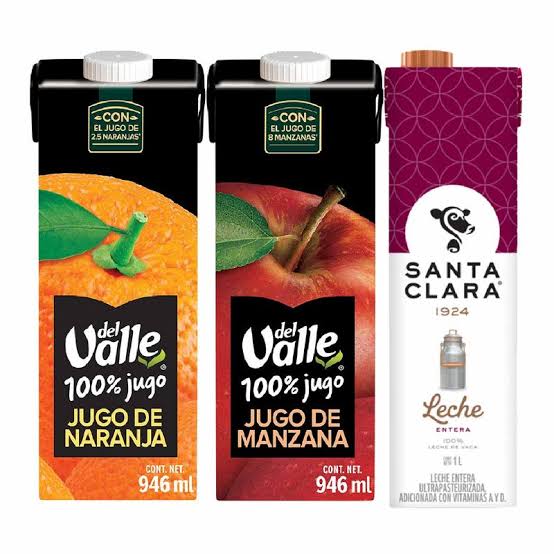 CON
EL JUGO DE
2.5 NARANJAS*
del
Valle
®
100% jugo
JUGO DE
NARANJA
CONT. NET.
946 ml
CON
EL JUGO DE
8 MANZANAS*
del
Valle
®
100% jugo
JUGO DE
MANZANA
CONT. NET.
946 ml
SANTA
CLARA®
1924
Leche
ENTERA
100%
LECHE DE VACA
CONT. NET. 1 L
LECHE ENTERA
ULTRAPASTEURIZADA,
ADICIONADA CON VITAMINAS A Y D.